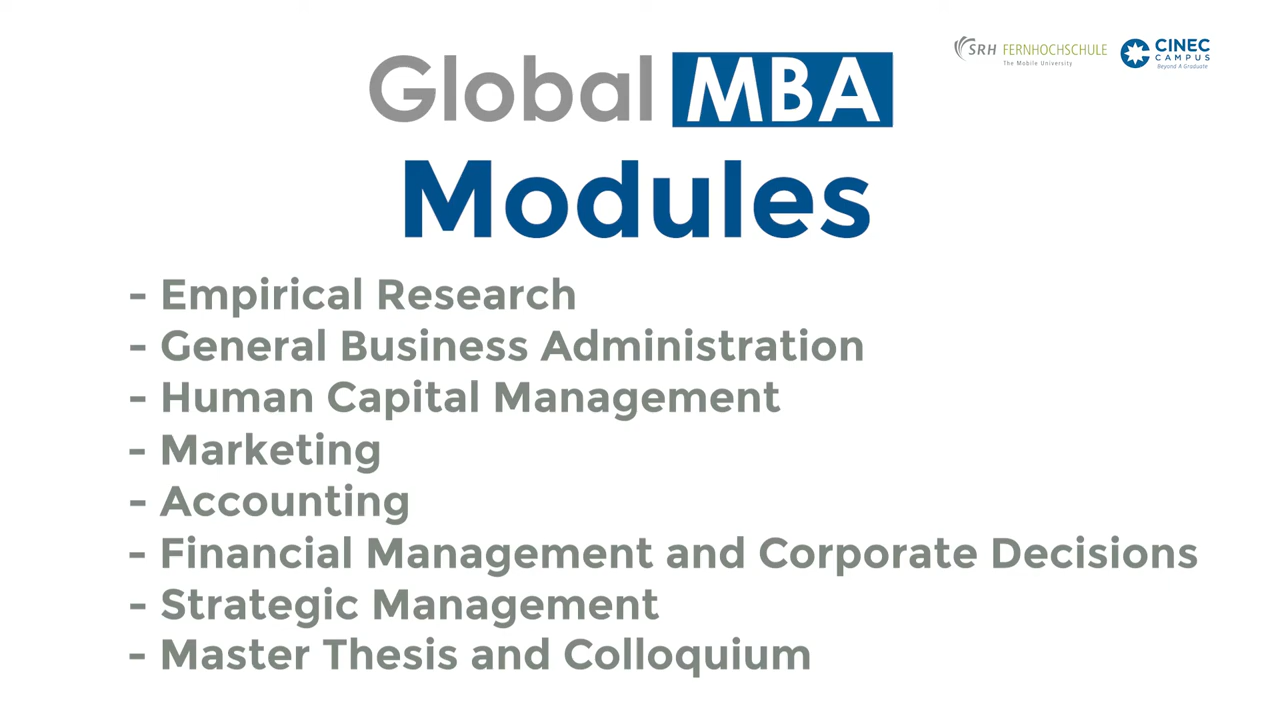 SRH FERNHOCHSCHULE
The Mobile University
CINEC
CAMPUS
Beyond A Graduate
Global MBA
Modules
- Empirical Research
- General Business Administration
- Human Capital Management
- Marketing
- Accounting
- Financial Management and Corporate Decisions
- Strategic Management
- Master Thesis and Colloquium